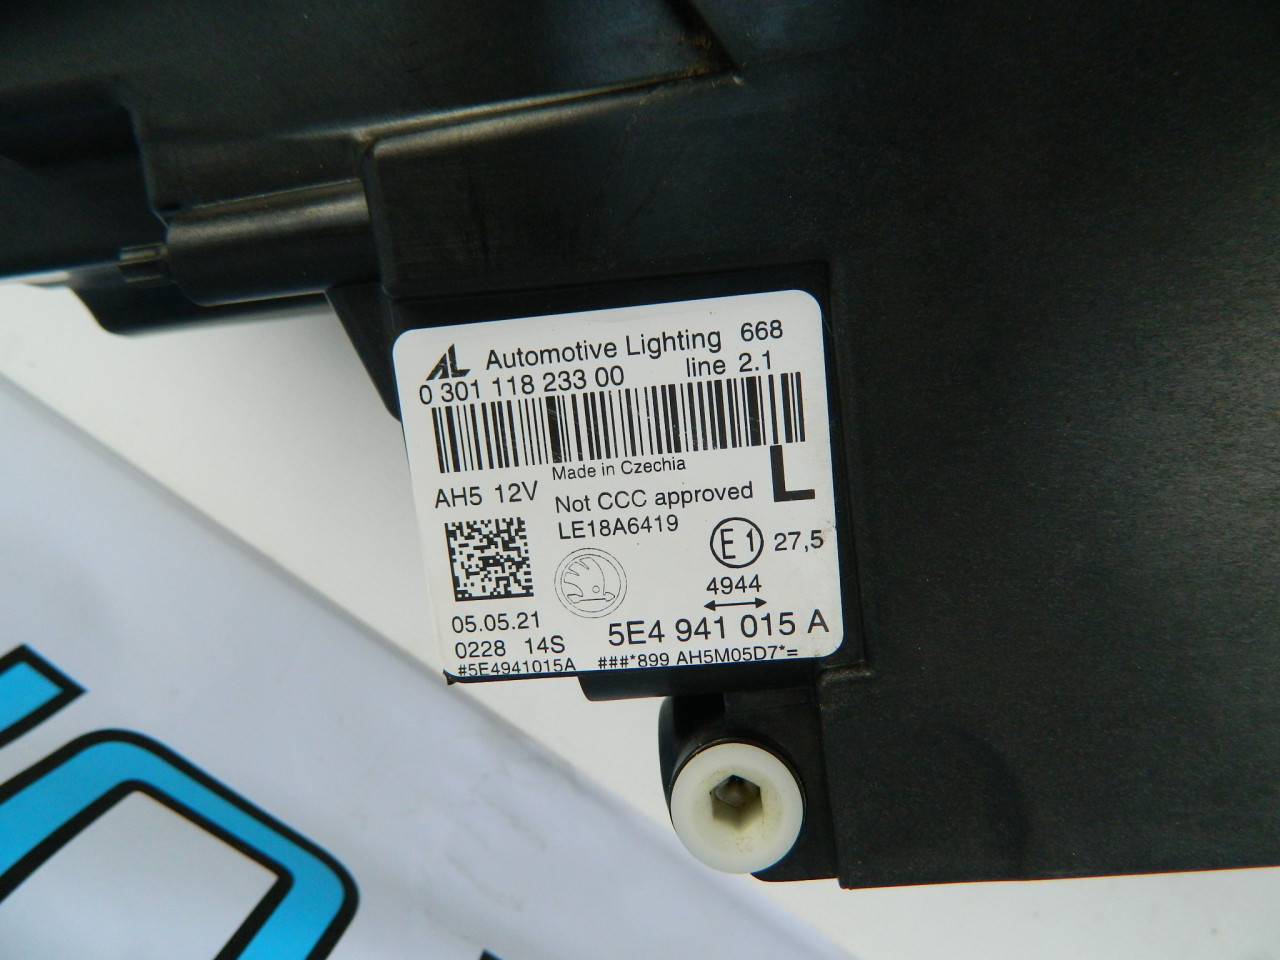 AL Automotive Lighting 668
0 301 118 233 00 line 2.1
Made in Czechia
L
AH5 12V
Not CCC approved
LE18A6419
E1 27,5
4944
05.05.21
0228 14S
5E4 941 015 A
#5E4941015A ###*899 AH5M05D7*=